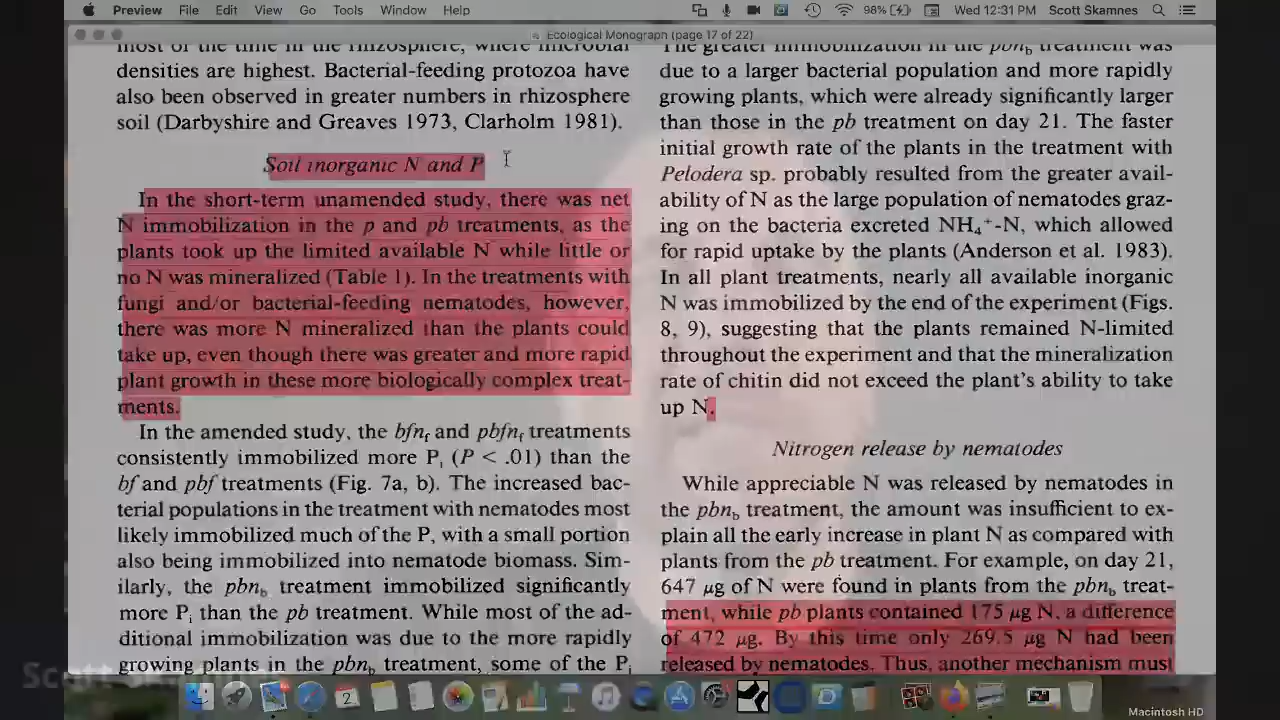 Preview File Edit View Go Tools Window Help 98% Wed 12:31 PM Scott Skamnes
Ecological Monograph (page 17 of 22)
most of the time in the rhizosphere, where microbial
densities are highest. Bacterial-feeding protozoa have
also been observed in greater numbers in rhizosphere
soil (Darbyshire and Greaves 1973, Clarholm 1981).
Soil inorganic N and P
In the short-term unamended study, there was net
N immobilization in the p and pb treatments, as the
plants took up the limited available N while little or
no N was mineralized (Table 1). In the treatments with
fungi and/or bacterial-feeding nematodes, however,
there was more N mineralized than the plants could
take up, even though there was greater and more rapid
plant growth in these more biologically complex treat-
ments.
In the amended study, the bfnf and pbfnf treatments
consistently immobilized more Pi (P < .01) than the
bf and pbf treatments (Fig. 7a, b). The increased bac-
terial populations in the treatment with nematodes most
likely immobilized much of the P, with a small portion
also being immobilized into nematode biomass. Sim-
ilarly, the pbnb treatment immobilized significantly
more Pi than the pb treatment. While most of the ad-
ditional immobilization was due to the more rapidly
growing plants in the pbnb treatment, some of the Pi
The greater immobilization in the pbnb treatment was
due to a larger bacterial population and more rapidly
growing plants, which were already significantly larger
than those in the pb treatment on day 21. The faster
initial growth rate of the plants in the treatment with
Pelodera sp. probably resulted from the greater avail-
ability of N as the large population of nematodes graz-
ing on the bacteria excreted NH4+-N, which allowed
for rapid uptake by the plants (Anderson et al. 1983).
In all plant treatments, nearly all available inorganic
N was immobilized by the end of the experiment (Figs.
8, 9), suggesting that the plants remained N-limited
throughout the experiment and that the mineralization
rate of chitin did not exceed the plant's ability to take
up N.
Nitrogen release by nematodes
While appreciable N was released by nematodes in
the pbnb treatment, the amount was insufficient to ex-
plain all the early increase in plant N as compared with
plants from the pb treatment. For example, on day 21,
647 µg of N were found in plants from the pbnb treat-
ment, while pb plants contained 175 µg N, a difference
of 472 µg. By this time only 269.5 µg N had been
released by nematodes. Thus, another mechanism must
Macintosh HD